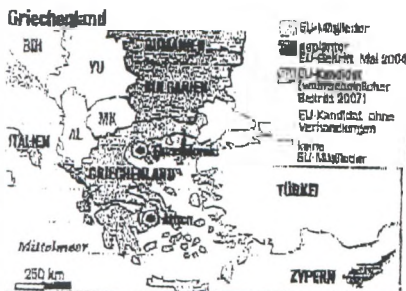 Griechenland
EU-Mitglieder
geplanter
EU-Beitritt Mai 2004
EU-Kandidat
(wahrscheinlicher
Beitritt 2007)
EU-Kandidat ohne
Verhandlungen
keine
EU-Mitglieder
BIH
YU
RUMÄNIEN
BULGARIEN
MK
ITALIEN
AL
GRIECHENLAND
TÜRKEI
Athen
Mittelmeer
ZYPERN
250 km